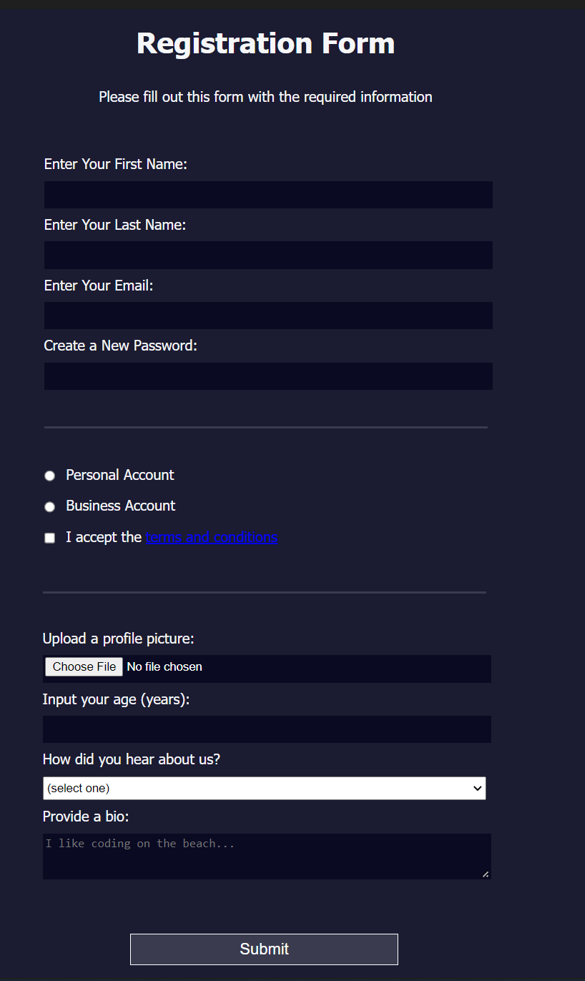 Registration Form
Please fill out this form with the required information
Enter Your First Name:
Enter Your Last Name:
Enter Your Email:
Create a New Password:
Personal Account
Business Account
I accept the terms and conditions
Upload a profile picture:
Choose File No file chosen
Input your age (years):
How did you hear about us?
(select one)
Provide a bio:
I like coding on the beach...
Submit